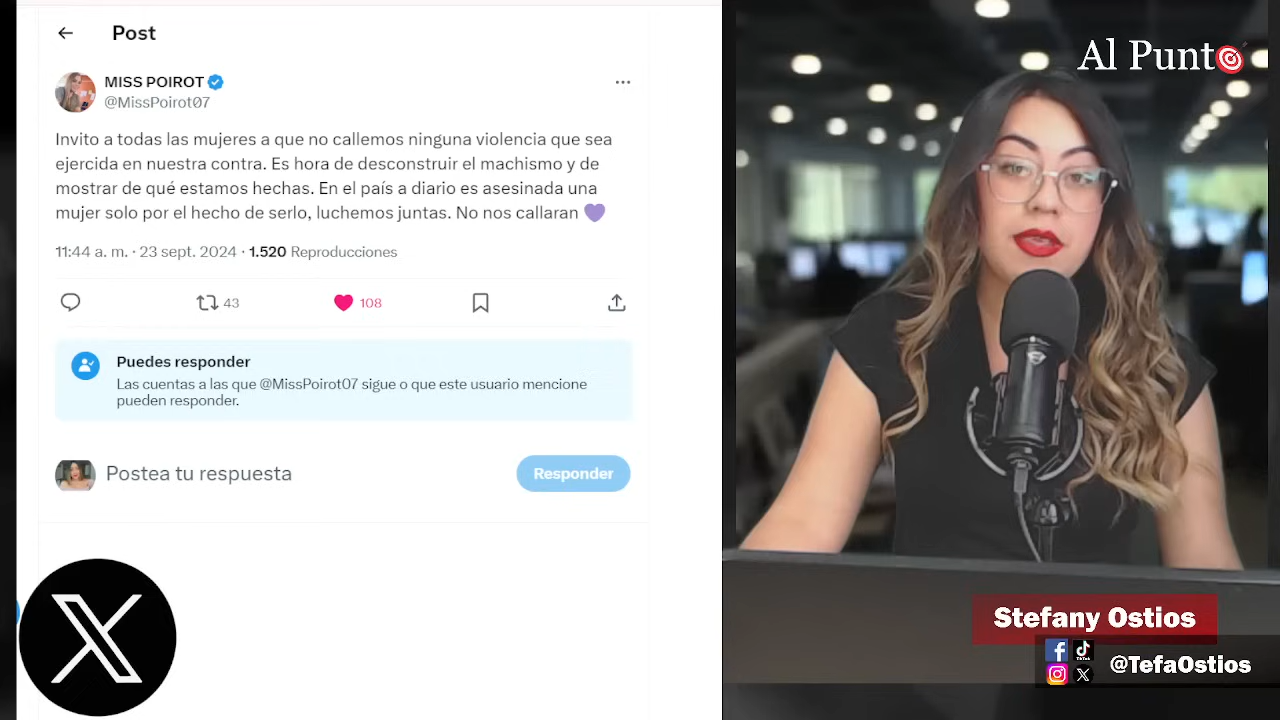 Post
MISS POIROT
@MissPoirot07
Invito a todas las mujeres a que no callemos ninguna violencia que sea
ejercida en nuestra contra. Es hora de desconstruir el machismo y de
mostrar de qué estamos hechas. En el país a diario es asesinada una
mujer solo por el hecho de serlo, luchemos juntas. No nos callaran 💜
11:44 a. m. · 23 sept. 2024 · 1.520 Reproducciones
43
108
Puedes responder
Las cuentas a las que @MissPoirot07 sigue o que este usuario mencione
pueden responder.
Postea tu respuesta
Responder
Al Punto
Stefany Ostios
@TefaOstios